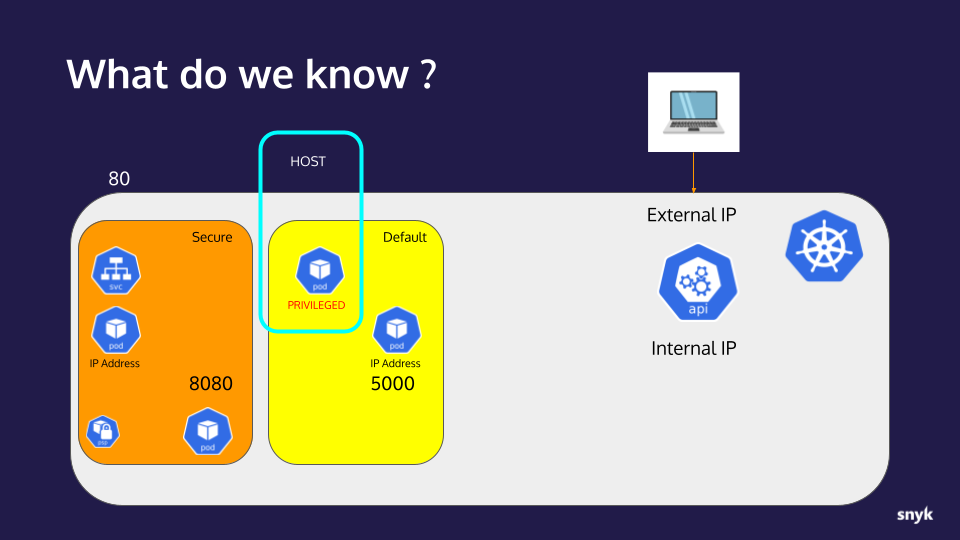 What do we know ?
HOST
80
External IP
Secure
Default
svc
pod
PRIVILEGED
api
pod
IP Address
pod
IP Address
Internal IP
8080
5000
psp
pod
snyk